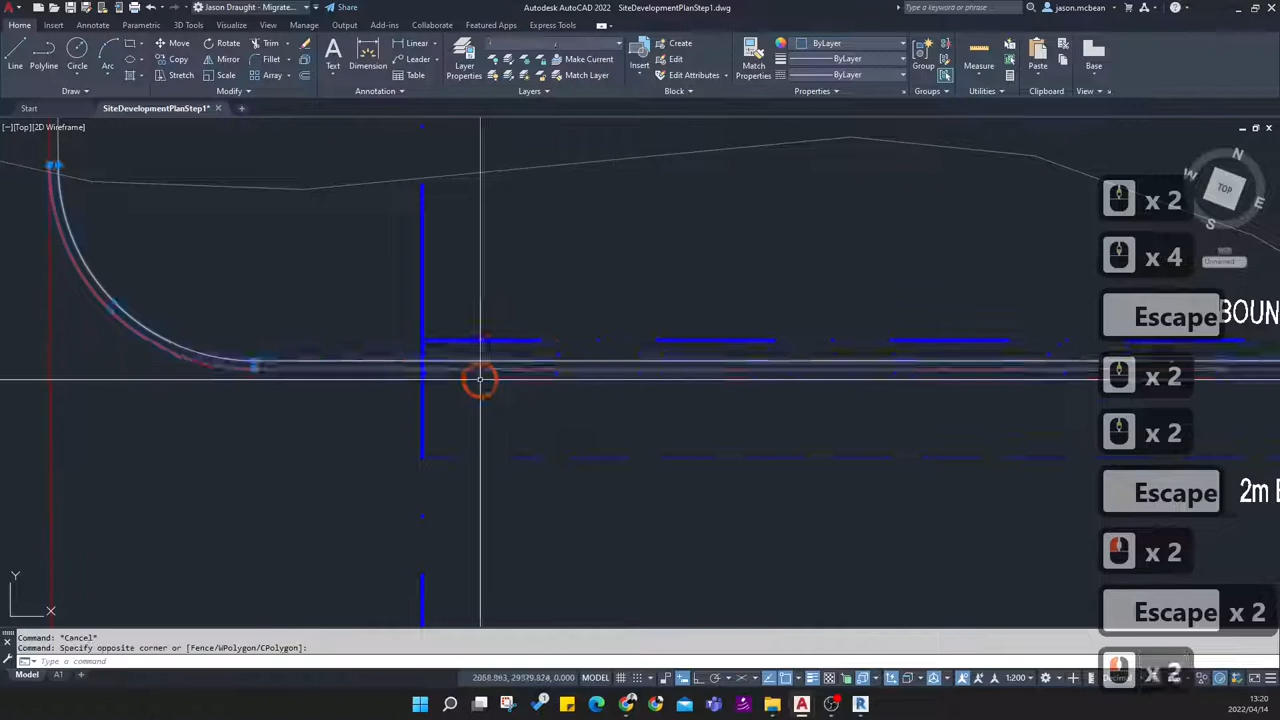 Jason Draught - Migrate...
Share
Autodesk AutoCAD 2022 SiteDevelopmentPlanStep1.dwg
Type a keyword or phrase
jason.mcbean
Home Insert Annotate Parametric 3D Tools Visualize View Manage Output Add-ins Collaborate Featured Apps Express Tools
Line Polyline Circle Arc
Move Rotate Trim
Copy Mirror Fillet
Stretch Scale Array
Text Dimension
Linear
Leader
Table
Layer Properties
Make Current
Match Layer
Insert
Create
Edit
Edit Attributes
Match Properties
ByLayer
ByLayer
ByLayer
Group
Measure
Paste
Base
Draw Modify Annotation Layers Block Properties Groups Utilities Clipboard View
Start SiteDevelopmentPlanStep1*
[−][Top][2D Wireframe]
N
W
TOP
E
S
Unnamed
x 2
x 4
Escape
BOUN
x 2
x 2
Escape
2m
x 2
Escape x 2
x 2
Y
X
Command: *Cancel*
Command: Specify opposite corner or [Fence/WPolygon/CPolygon]:
Type a command
Model A1
MODEL
1:200
Decimal
13:20
2022/04/14